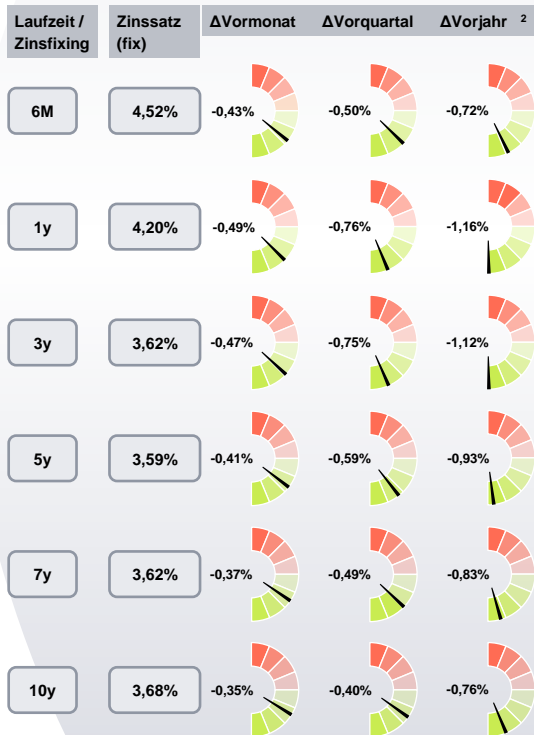 Laufzeit / Zinsfixing Zinssatz (fix) ΔVormonat ΔVorquartal ΔVorjahr ²
6M 4,52% -0,43% -0,50% -0,72%
1y 4,20% -0,49% -0,76% -1,16%
3y 3,62% -0,47% -0,75% -1,12%
5y 3,59% -0,41% -0,59% -0,93%
7y 3,62% -0,37% -0,49% -0,83%
10y 3,68% -0,35% -0,40% -0,76%